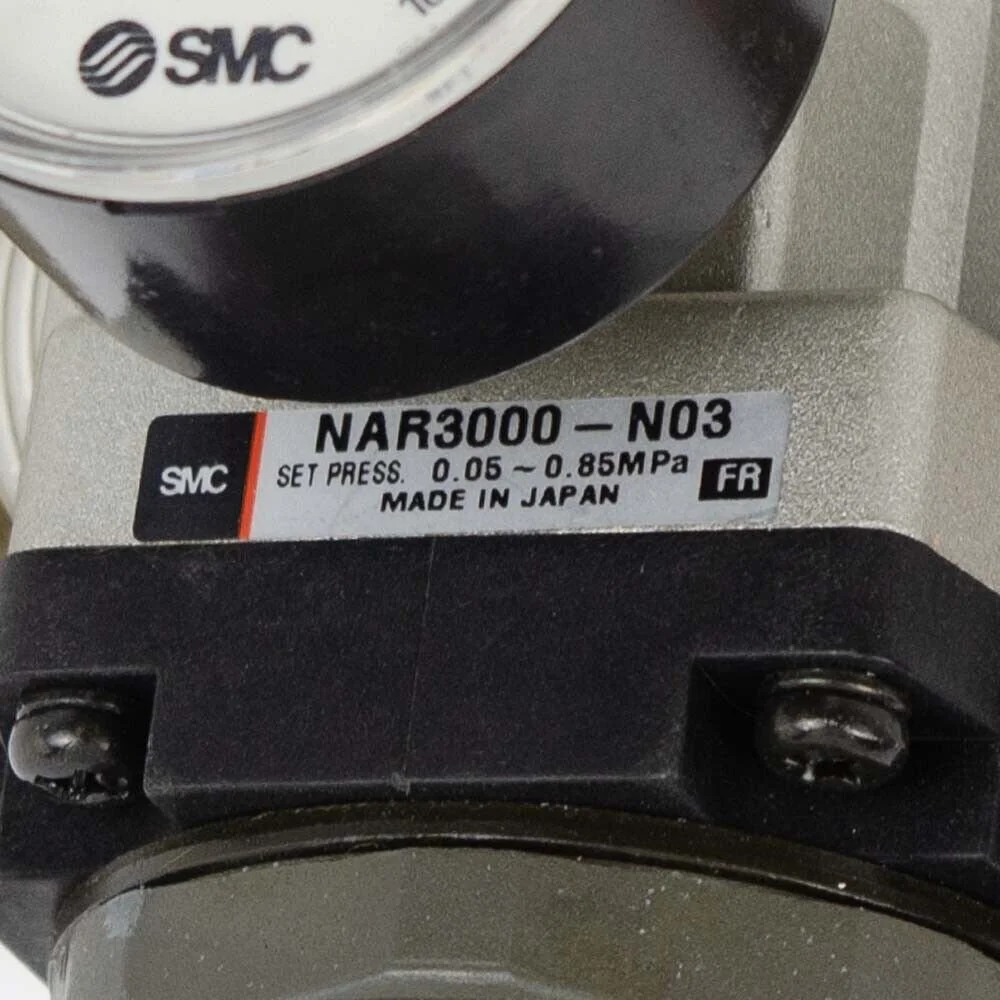 SMC
NAR3000-N03
SMC
SET PRESS. 0.05~0.85MPa
FR
MADE IN JAPAN